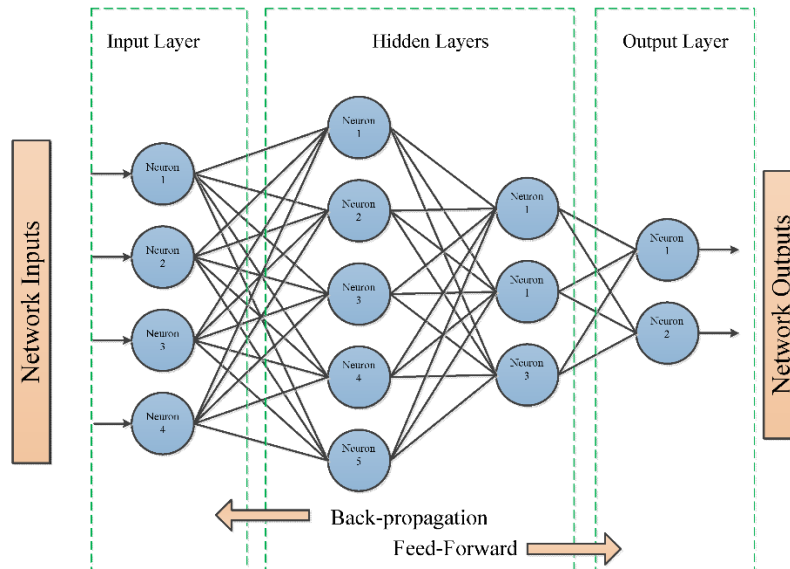 Input Layer
Hidden Layers
Output Layer
Network Inputs
Neuron
1
Neuron
2
Neuron
3
Neuron
4
Neuron
1
Neuron
2
Neuron
3
Neuron
4
Neuron
5
Neuron
1
Neuron
1
Neuron
3
Neuron
1
Neuron
2
Network Outputs
Back-propagation
Feed-Forward